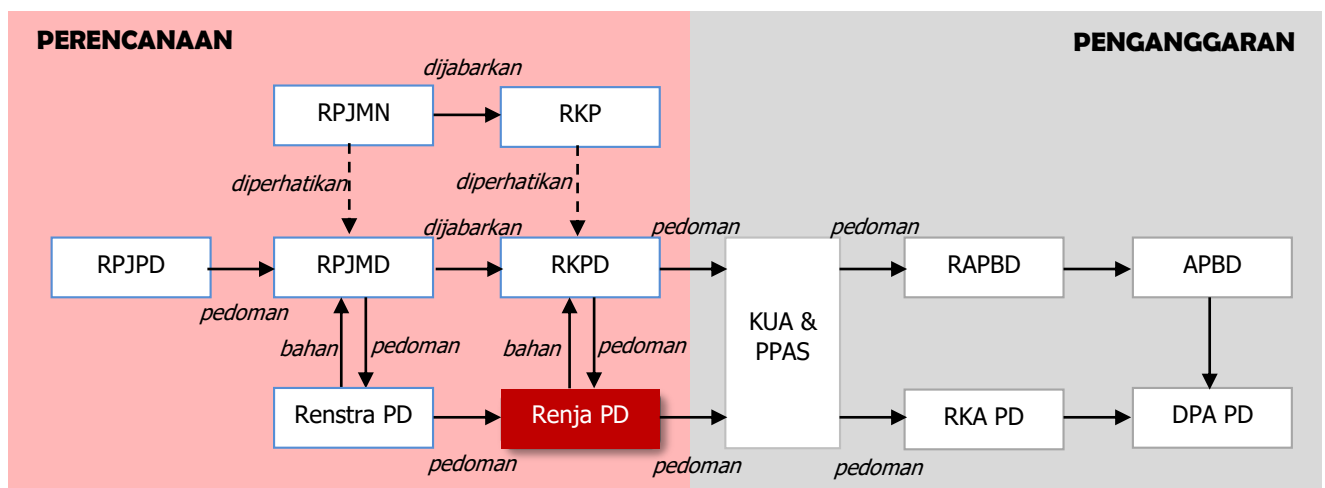 PERENCANAAN
PENGANGGARAN
dijabarkan
RPJMN
RKP
diperhatikan
diperhatikan
dijabarkan
pedoman
pedoman
RPJPD
RPJMD
RKPD
RAPBD
APBD
pedoman
KUA &
PPAS
bahan
pedoman
bahan
pedoman
Renstra PD
Renja PD
RKA PD
DPA PD
pedoman
pedoman
pedoman